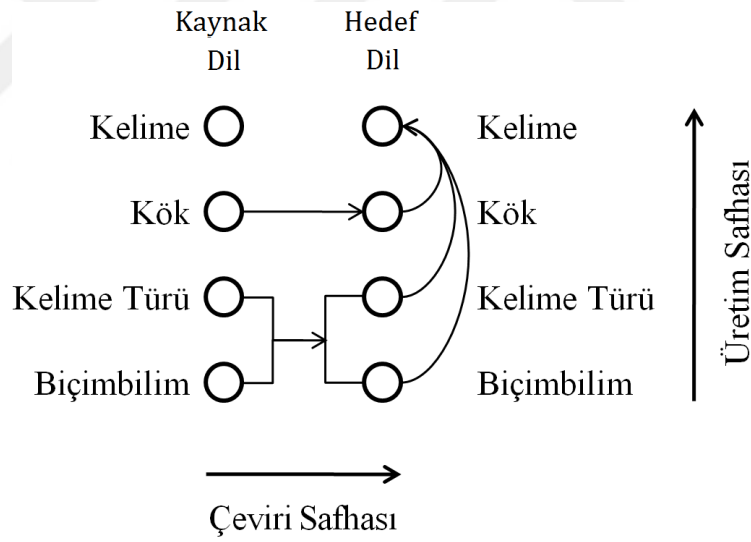 Kaynak Dil
Hedef Dil
Kelime
Kelime
Kök
Kök
Kelime Türü
Kelime Türü
Biçimbilim
Biçimbilim
Üretim Safhası
Çeviri Safhası